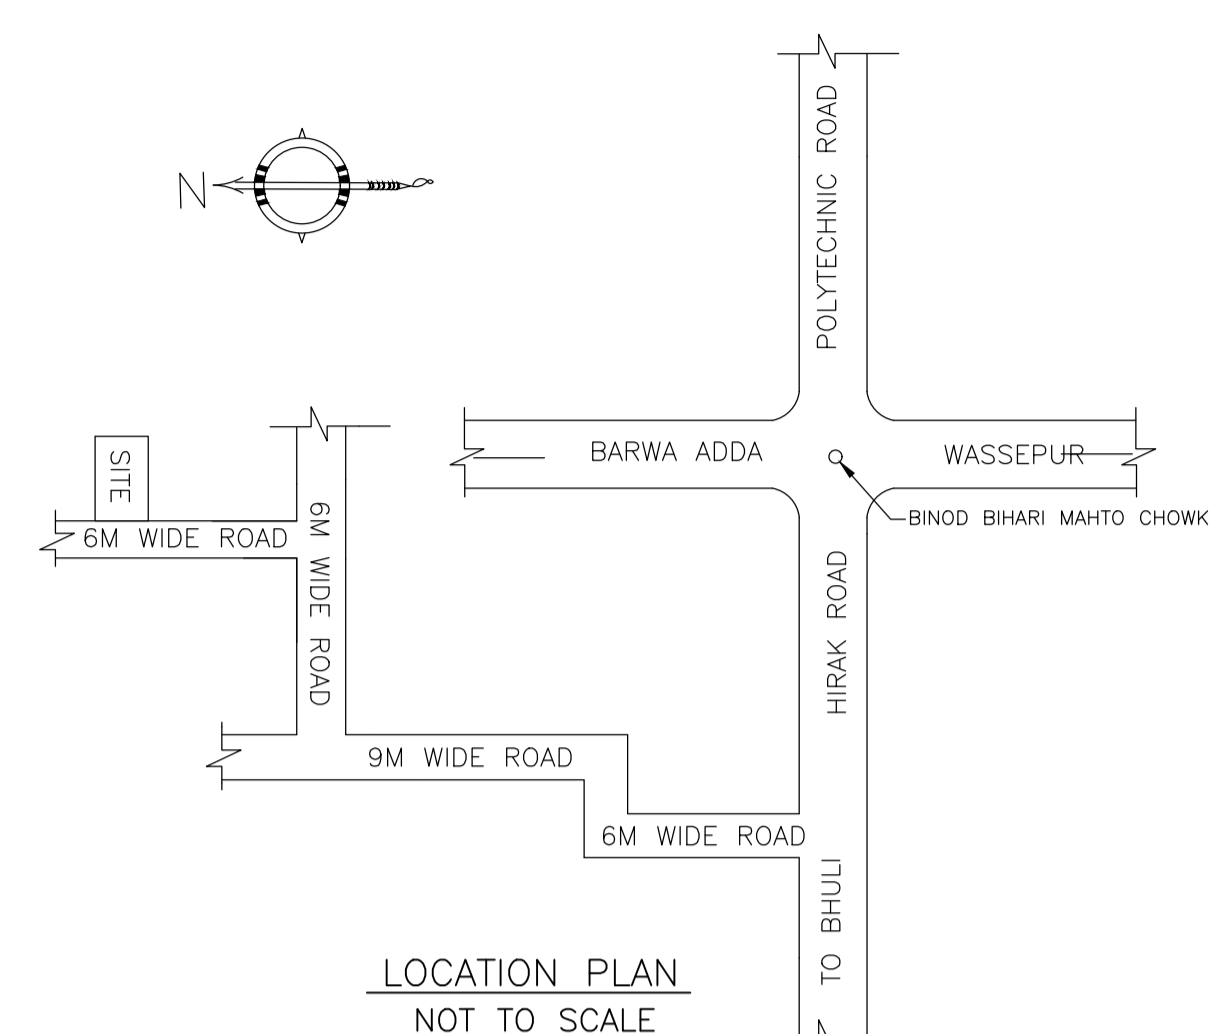 POLYTECHNIC ROAD
N
BARWA ADDA
WASSEPUR
SITE
BINOD BIHARI MAHTO CHOWK
6M WIDE ROAD
6M WIDE ROAD
HIRAK ROAD
9M WIDE ROAD
6M WIDE ROAD
TO BHULI
LOCATION PLAN
NOT TO SCALE